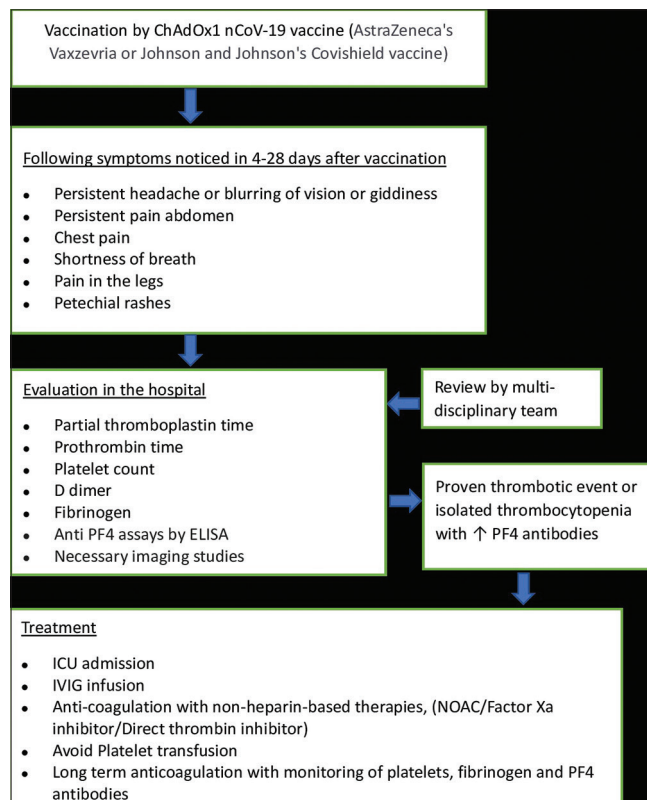 Vaccination by ChAdOx1 nCoV-19 vaccine (AstraZeneca's
Vaxzevria or Johnson and Johnson's Covishield vaccine)
Following symptoms noticed in 4-28 days after vaccination
• Persistent headache or blurring of vision or giddiness
• Persistent pain abdomen
• Chest pain
• Shortness of breath
• Pain in the legs
• Petechial rashes
Evaluation in the hospital
• Partial thromboplastin time
• Prothrombin time
• Platelet count
• D dimer
• Fibrinogen
• Anti PF4 assays by ELISA
• Necessary imaging studies
Review by multi-
disciplinary team
Proven thrombotic event or
isolated thrombocytopenia
with ↑ PF4 antibodies
Treatment
• ICU admission
• IVIG infusion
• Anti-coagulation with non-heparin-based therapies, (NOAC/Factor Xa
inhibitor/Direct thrombin inhibitor)
• Avoid Platelet transfusion
• Long term anticoagulation with monitoring of platelets, fibrinogen and PF4
antibodies